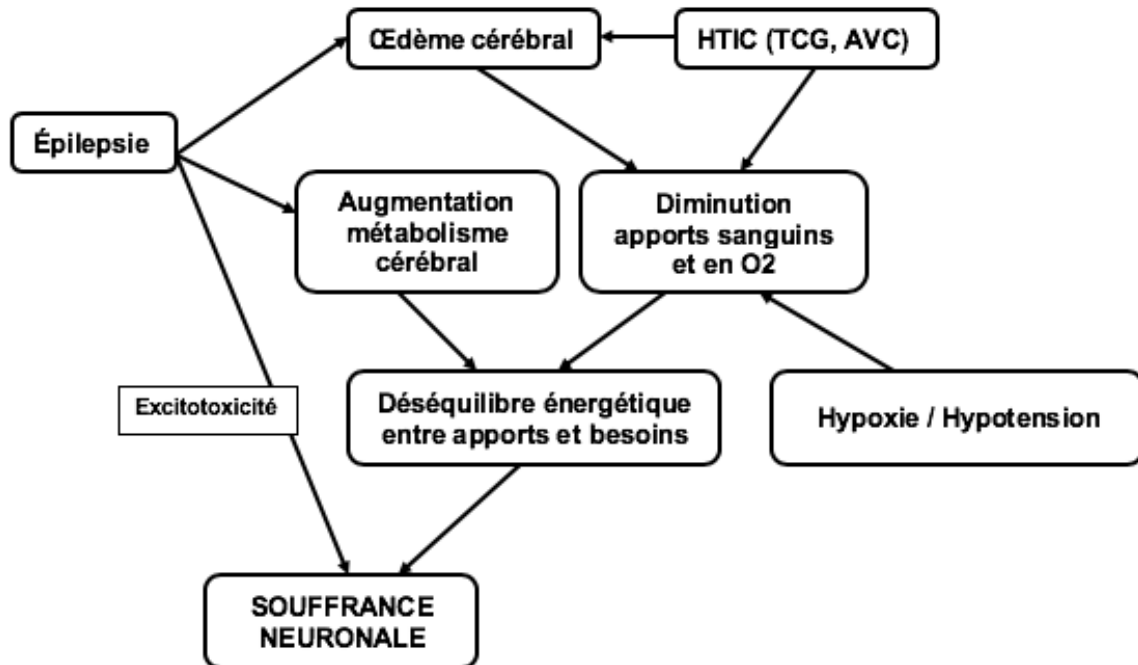 Œdème cérébral
HTIC (TCG, AVC)
Épilepsie
Augmentation
métabolisme
cérébral
Diminution
apports sanguins
et en O2
Excitotoxicité
Déséquilibre énergétique
entre apports et besoins
Hypoxie / Hypotension
SOUFFRANCE
NEURONALE